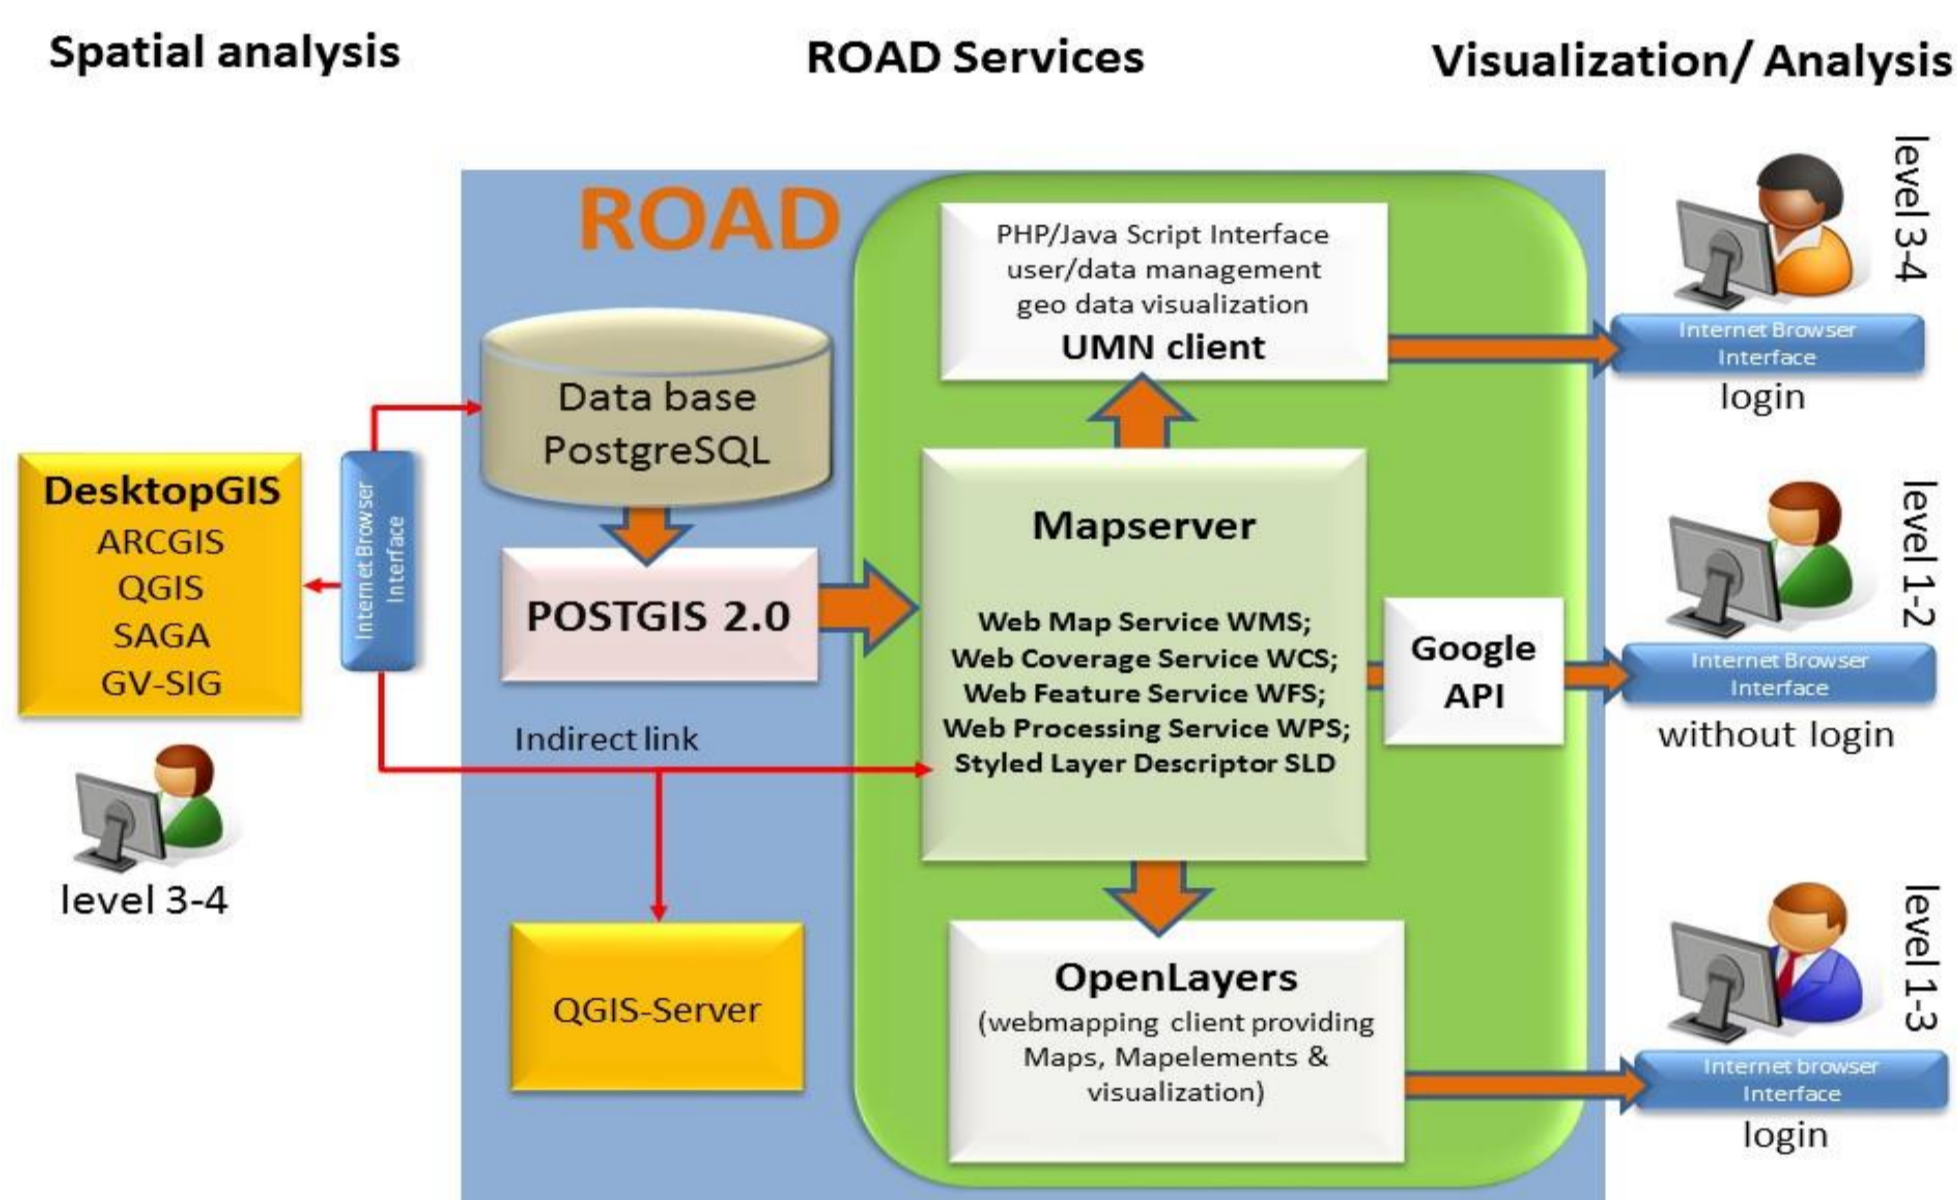 Spatial analysis
ROAD Services
Visualization/ Analysis
ROAD
Data base
PostgreSQL
POSTGIS 2.0
DesktopGIS
ARCGIS
QGIS
SAGA
GV-SIG
Internet Browser
Interface
level 3-4
Indirect link
QGIS-Server
PHP/Java Script Interface
user/data management
geo data visualization
UMN client
Mapserver
Web Map Service WMS;
Web Coverage Service WCS;
Web Feature Service WFS;
Web Processing Service WPS;
Styled Layer Descriptor SLD
Google
API
OpenLayers
(webmapping client providing
Maps, Mapelements &
visualization)
level 3-4
Internet Browser
Interface
login
level 1-2
Internet Browser
Interface
without login
level 1-3
Internet browser
Interface
login